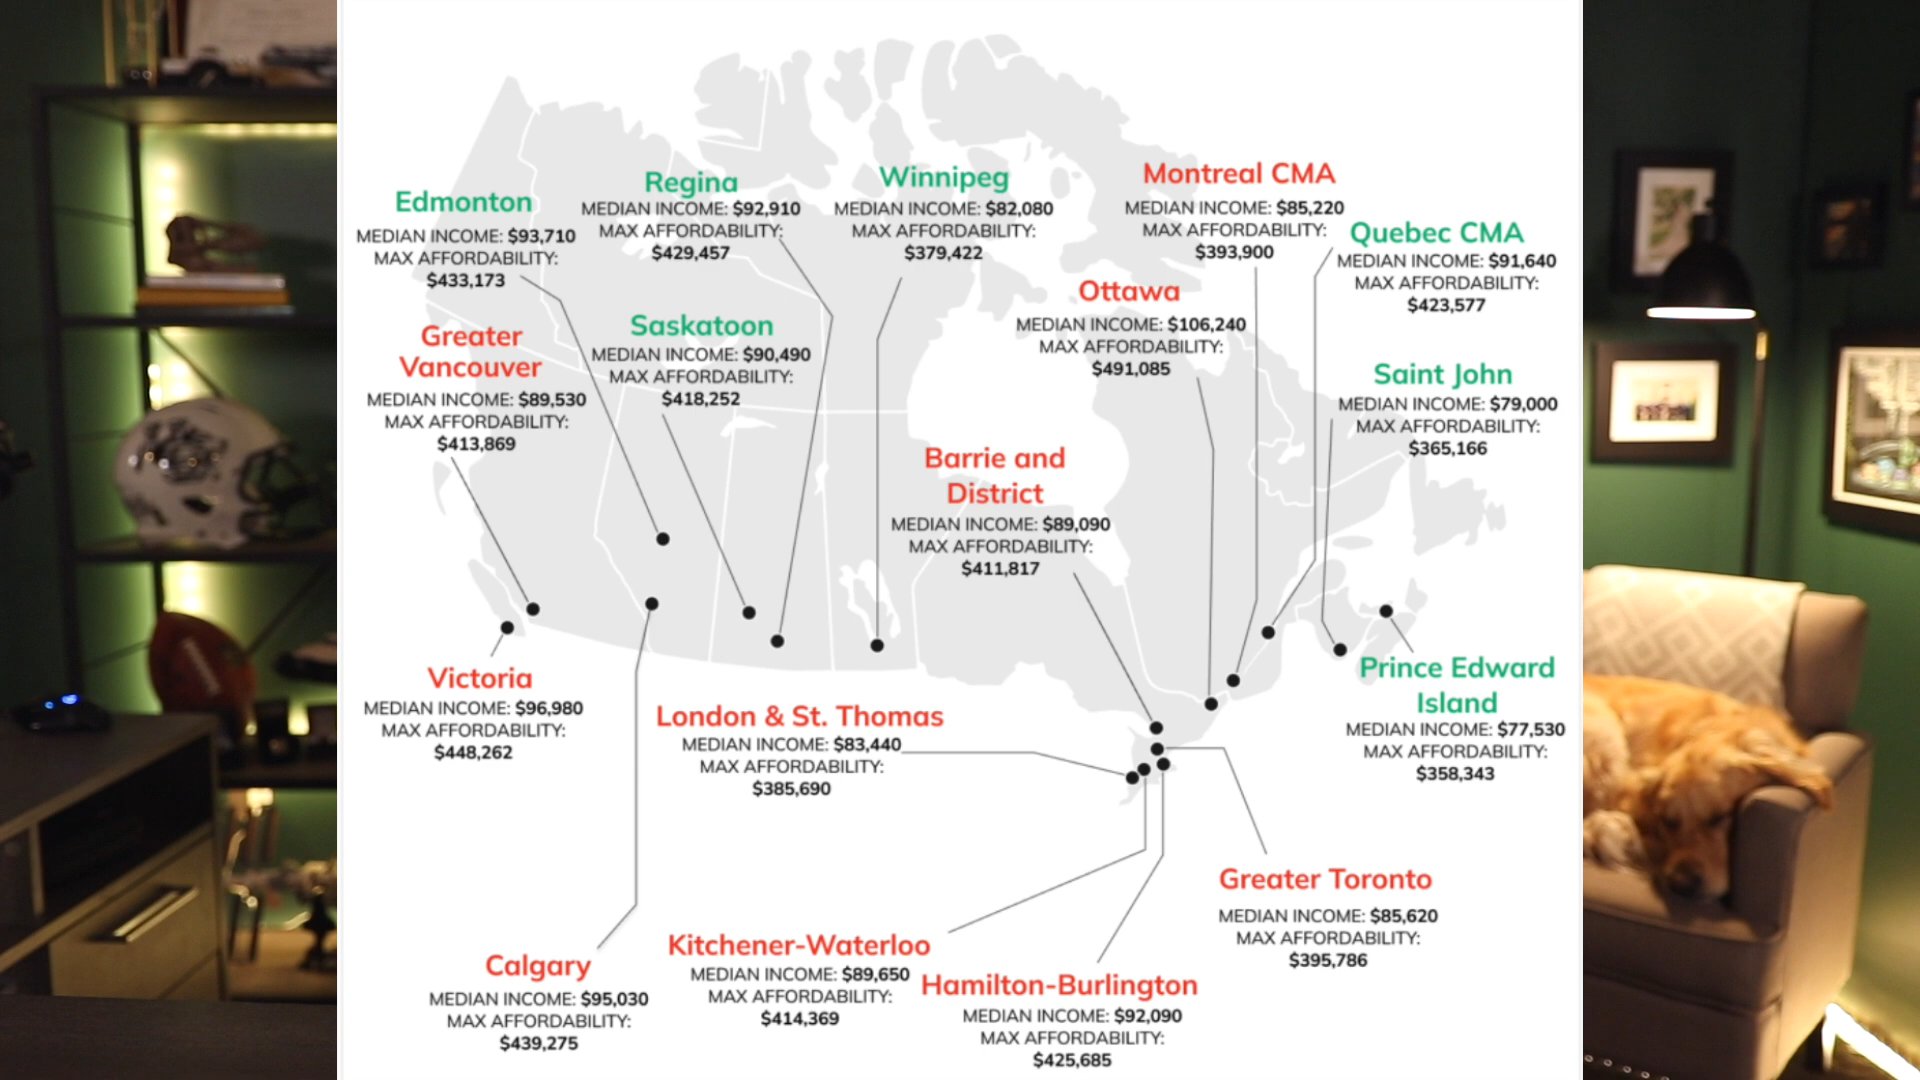 Edmonton
MEDIAN INCOME: $93,710
MAX AFFORDABILITY:
$433,173
Regina
MEDIAN INCOME: $92,910
MAX AFFORDABILITY:
$429,457
Winnipeg
MEDIAN INCOME: $82,080
MAX AFFORDABILITY:
$379,422
Montreal CMA
MEDIAN INCOME: $85,220
MAX AFFORDABILITY:
$393,900
Quebec CMA
MEDIAN INCOME: $91,640
MAX AFFORDABILITY:
$423,577
Greater
Vancouver
MEDIAN INCOME: $89,530
MAX AFFORDABILITY:
$413,869
Saskatoon
MEDIAN INCOME: $90,490
MAX AFFORDABILITY:
$418,252
Ottawa
MEDIAN INCOME: $106,240
MAX AFFORDABILITY:
$491,085
Saint John
MEDIAN INCOME: $79,000
MAX AFFORDABILITY:
$365,166
Barrie and
District
MEDIAN INCOME: $89,090
MAX AFFORDABILITY:
$411,817
Victoria
MEDIAN INCOME: $96,980
MAX AFFORDABILITY:
$448,262
London & St. Thomas
MEDIAN INCOME: $83,440
MAX AFFORDABILITY:
$385,690
Prince Edward
Island
MEDIAN INCOME: $77,530
MAX AFFORDABILITY:
$358,343
Calgary
MEDIAN INCOME: $95,030
MAX AFFORDABILITY:
$439,275
Kitchener-Waterloo
MEDIAN INCOME: $89,650
MAX AFFORDABILITY:
$414,369
Hamilton-Burlington
MEDIAN INCOME: $92,090
MAX AFFORDABILITY:
$425,685
Greater Toronto
MEDIAN INCOME: $85,620
MAX AFFORDABILITY:
$395,786